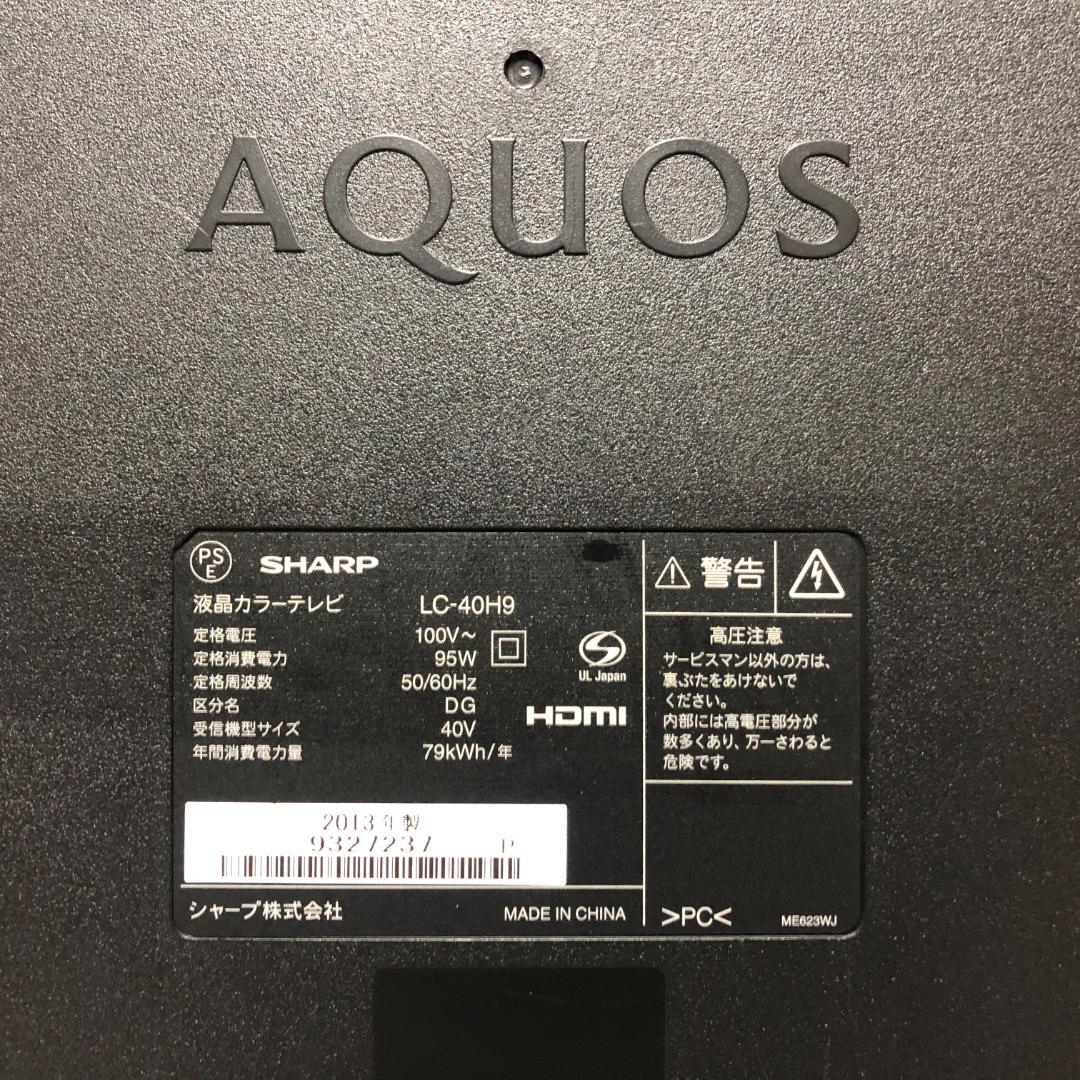 AQUOS
PS
E
SHARP
液晶カラーテレビ LC-40H9
定格電圧 100V～
定格消費電力 95W
定格周波数 50/60Hz
区分名 DG
受信機型サイズ 40V
年間消費電力量 79kWh/年
S
UL Japan
HDMI
2013年製
9327237 P
シャープ株式会社 MADE IN CHINA
警告
高圧注意
サービスマン以外の方は、
裏ぶたをあけないで
ください。
内部には高電圧部分が
数多くあり、万一さわると
危険です。
>PC< ME623WJ